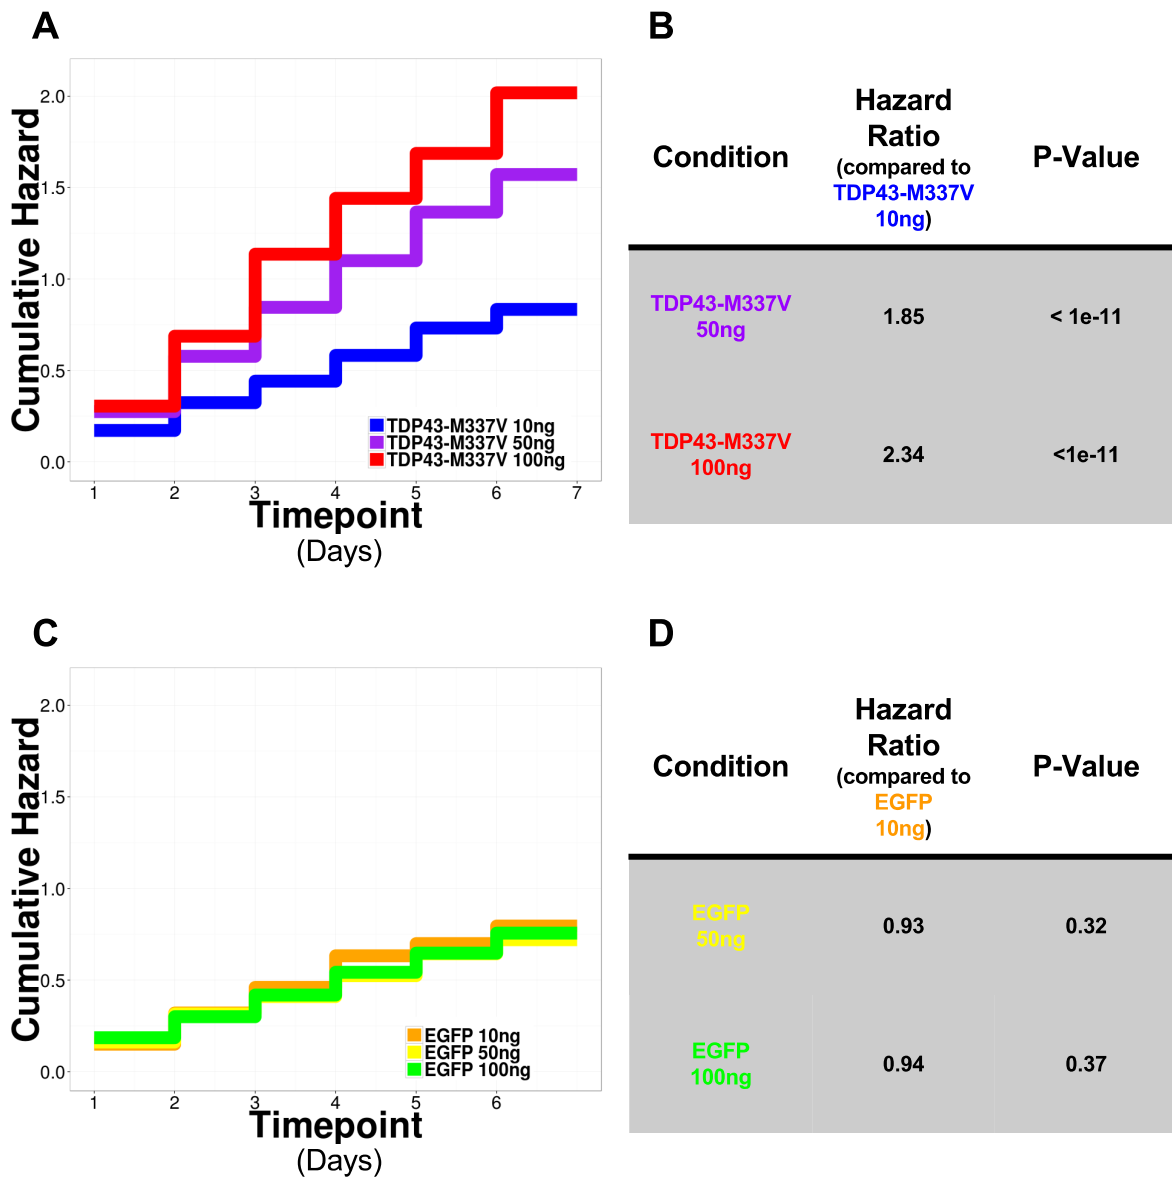 A
Cumulative Hazard
2.0
1.5
1.0
0.5
0.0
TDP43-M337V 10ng
TDP43-M337V 50ng
TDP43-M337V 100ng
1 2 3 4 5 6 7
Timepoint
(Days)
B
Condition
Hazard
Ratio
(compared to
TDP43-M337V
10ng)
P-Value
TDP43-M337V
50ng
1.85
< 1e-11
TDP43-M337V
100ng
2.34
<1e-11
C
Cumulative Hazard
2.0
1.5
1.0
0.5
0.0
EGFP 10ng
EGFP 50ng
EGFP 100ng
1 2 3 4 5 6
Timepoint
(Days)
D
Condition
Hazard
Ratio
(compared to
EGFP
10ng)
P-Value
EGFP
50ng
0.93
0.32
EGFP
100ng
0.94
0.37